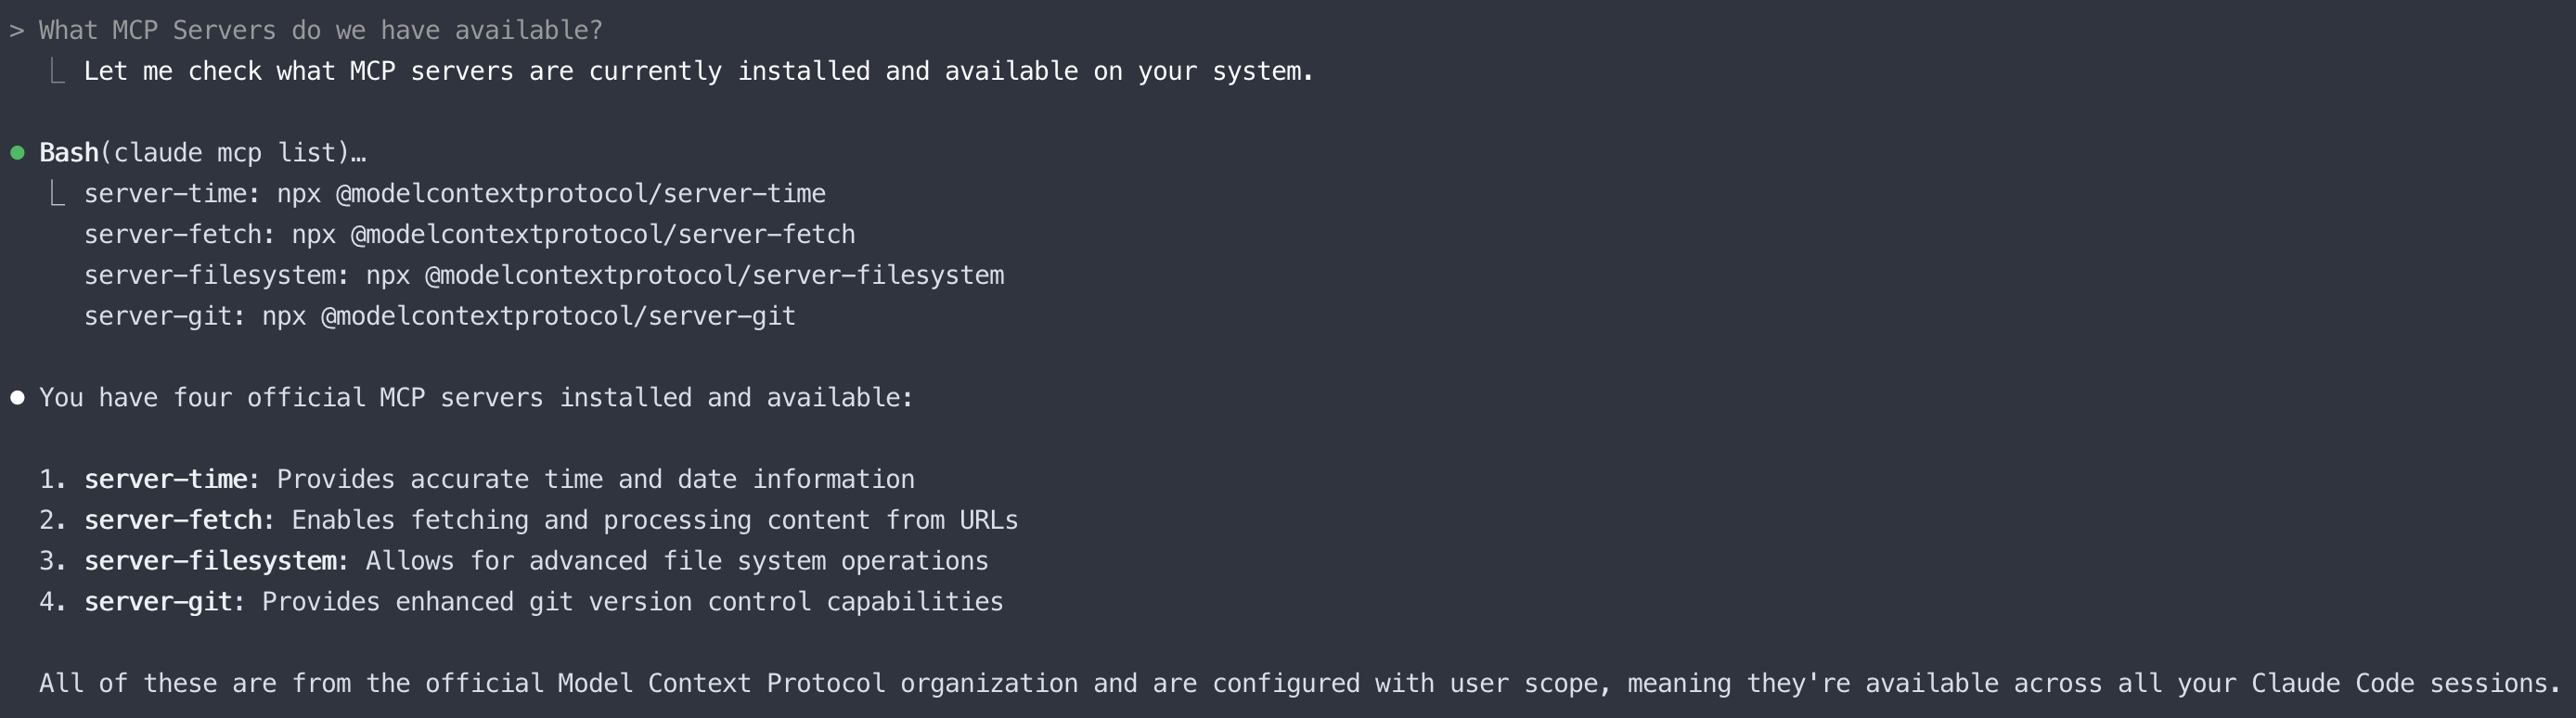 > What MCP Servers do we have available?
⎿ Let me check what MCP servers are currently installed and available on your system.
● Bash(claude mcp list)…
⎿ server-time: npx @modelcontextprotocol/server-time
server-fetch: npx @modelcontextprotocol/server-fetch
server-filesystem: npx @modelcontextprotocol/server-filesystem
server-git: npx @modelcontextprotocol/server-git
● You have four official MCP servers installed and available:
1. server-time: Provides accurate time and date information
2. server-fetch: Enables fetching and processing content from URLs
3. server-filesystem: Allows for advanced file system operations
4. server-git: Provides enhanced git version control capabilities
All of these are from the official Model Context Protocol organization and are configured with user scope, meaning they're available across all your Claude Code sessions.